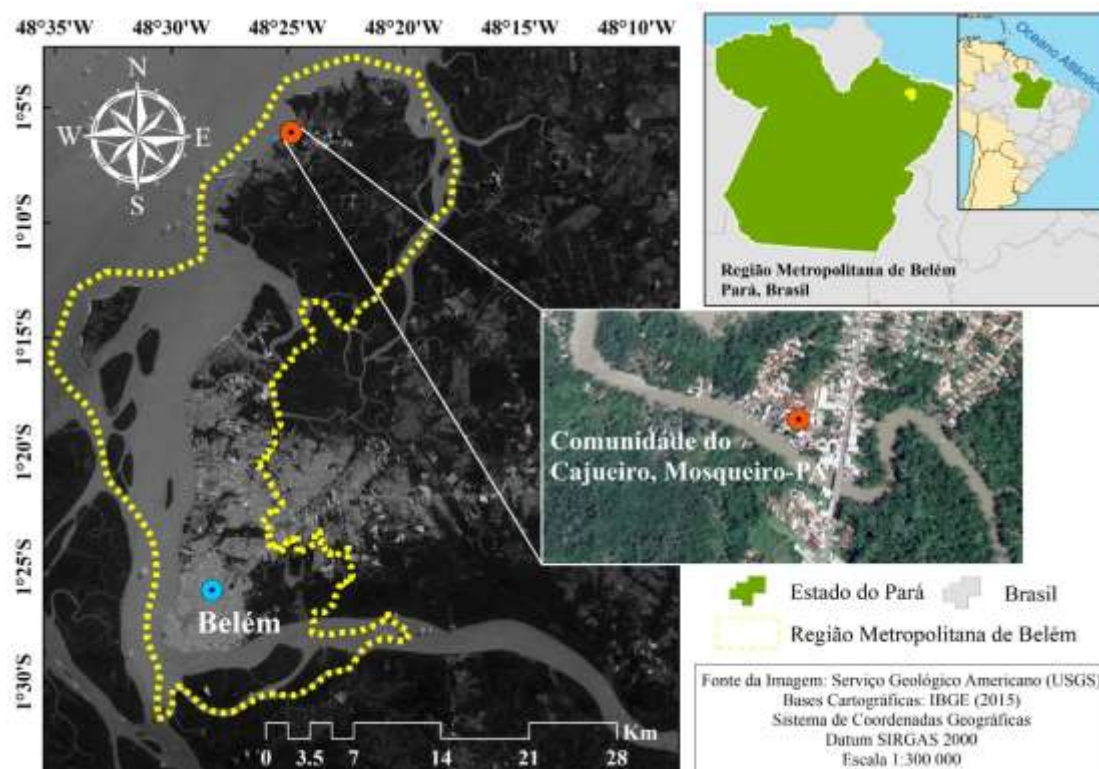 48°35'W 48°30'W 48°25'W 48°20'W 48°10'W
1°5'S
1°10'S
1°15'S
1°20'S
1°25'S
1°30'S
N
W E
S
Belém
Km
0 3.5 7 14 21 28
Oceano Atlântico
Região Metropolitana de Belém
Pará, Brasil
Comunidade do
Cajueiro, Mosqueiro-PA
Estado do Pará Brasil
Região Metropolitana de Belém
Fonte da Imagem: Serviço Geológico Americano (USGS)
Bases Cartográficas: IBGE (2015)
Sistema de Coordenadas Geográficas
Datum SIRGAS 2000
Escala 1:300 000